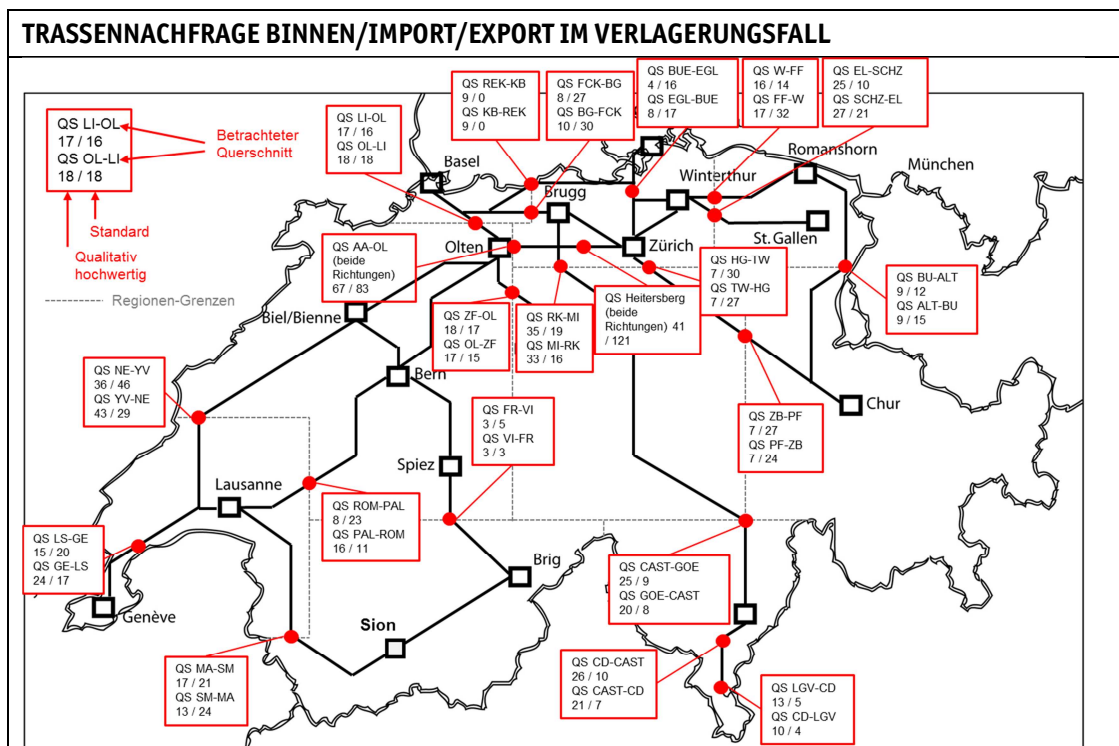 TRASSENNACHFRAGE BINNEN/IMPORT/EXPORT IM VERLAGERUNGSFALL
QS LI-OL
17 / 16
QS OL-LI
18 / 18
Betrachteter
Querschnitt
Standard
Qualitativ
hochwertig
Regionen-Grenzen
QS REK-KB
9 / 0
QS KB-REK
9 / 0
QS FCK-BG
8 / 27
QS BG-FCK
10 / 30
QS BUE-EGL
4 / 16
QS EGL-BUE
8 / 17
QS W-FF
16 / 14
QS FF-W
17 / 32
QS EL-SCHZ
25 / 10
QS SCHZ-EL
27 / 21
QS LI-OL
17 / 16
QS OL-LI
18 / 18
Basel
Brugg
Winterthur
Romanshorn
München
St. Gallen
Olten
Zürich
QS AA-OL
(beide
Richtungen)
67 / 83
Biel/Bienne
QS ZF-OL
18 / 17
QS OL-ZF
17 / 15
QS RK-MI
35 / 19
QS MI-RK
33 / 16
QS Heitersberg
(beide
Richtungen) 41
/ 121
QS HG-TW
7 / 30
QS TW-HG
7 / 27
QS BU-ALT
9 / 12
QS ALT-BU
9 / 15
QS NE-YV
36 / 46
QS YV-NE
43 / 29
Bern
Chur
QS FR-VI
3 / 5
QS VI-FR
3 / 3
QS ZB-PF
7 / 27
QS PF-ZB
7 / 24
Spiez
Lausanne
QS ROM-PAL
8 / 23
QS PAL-ROM
16 / 11
QS LS-GE
15 / 20
QS GE-LS
24 / 17
Genève
Brig
Sion
QS CAST-GOE
25 / 9
QS GOE-CAST
20 / 8
QS MA-SM
17 / 21
QS SM-MA
13 / 24
QS CD-CAST
26 / 10
QS CAST-CD
21 / 7
QS LGV-CD
13 / 5
QS CD-LGV
10 / 4